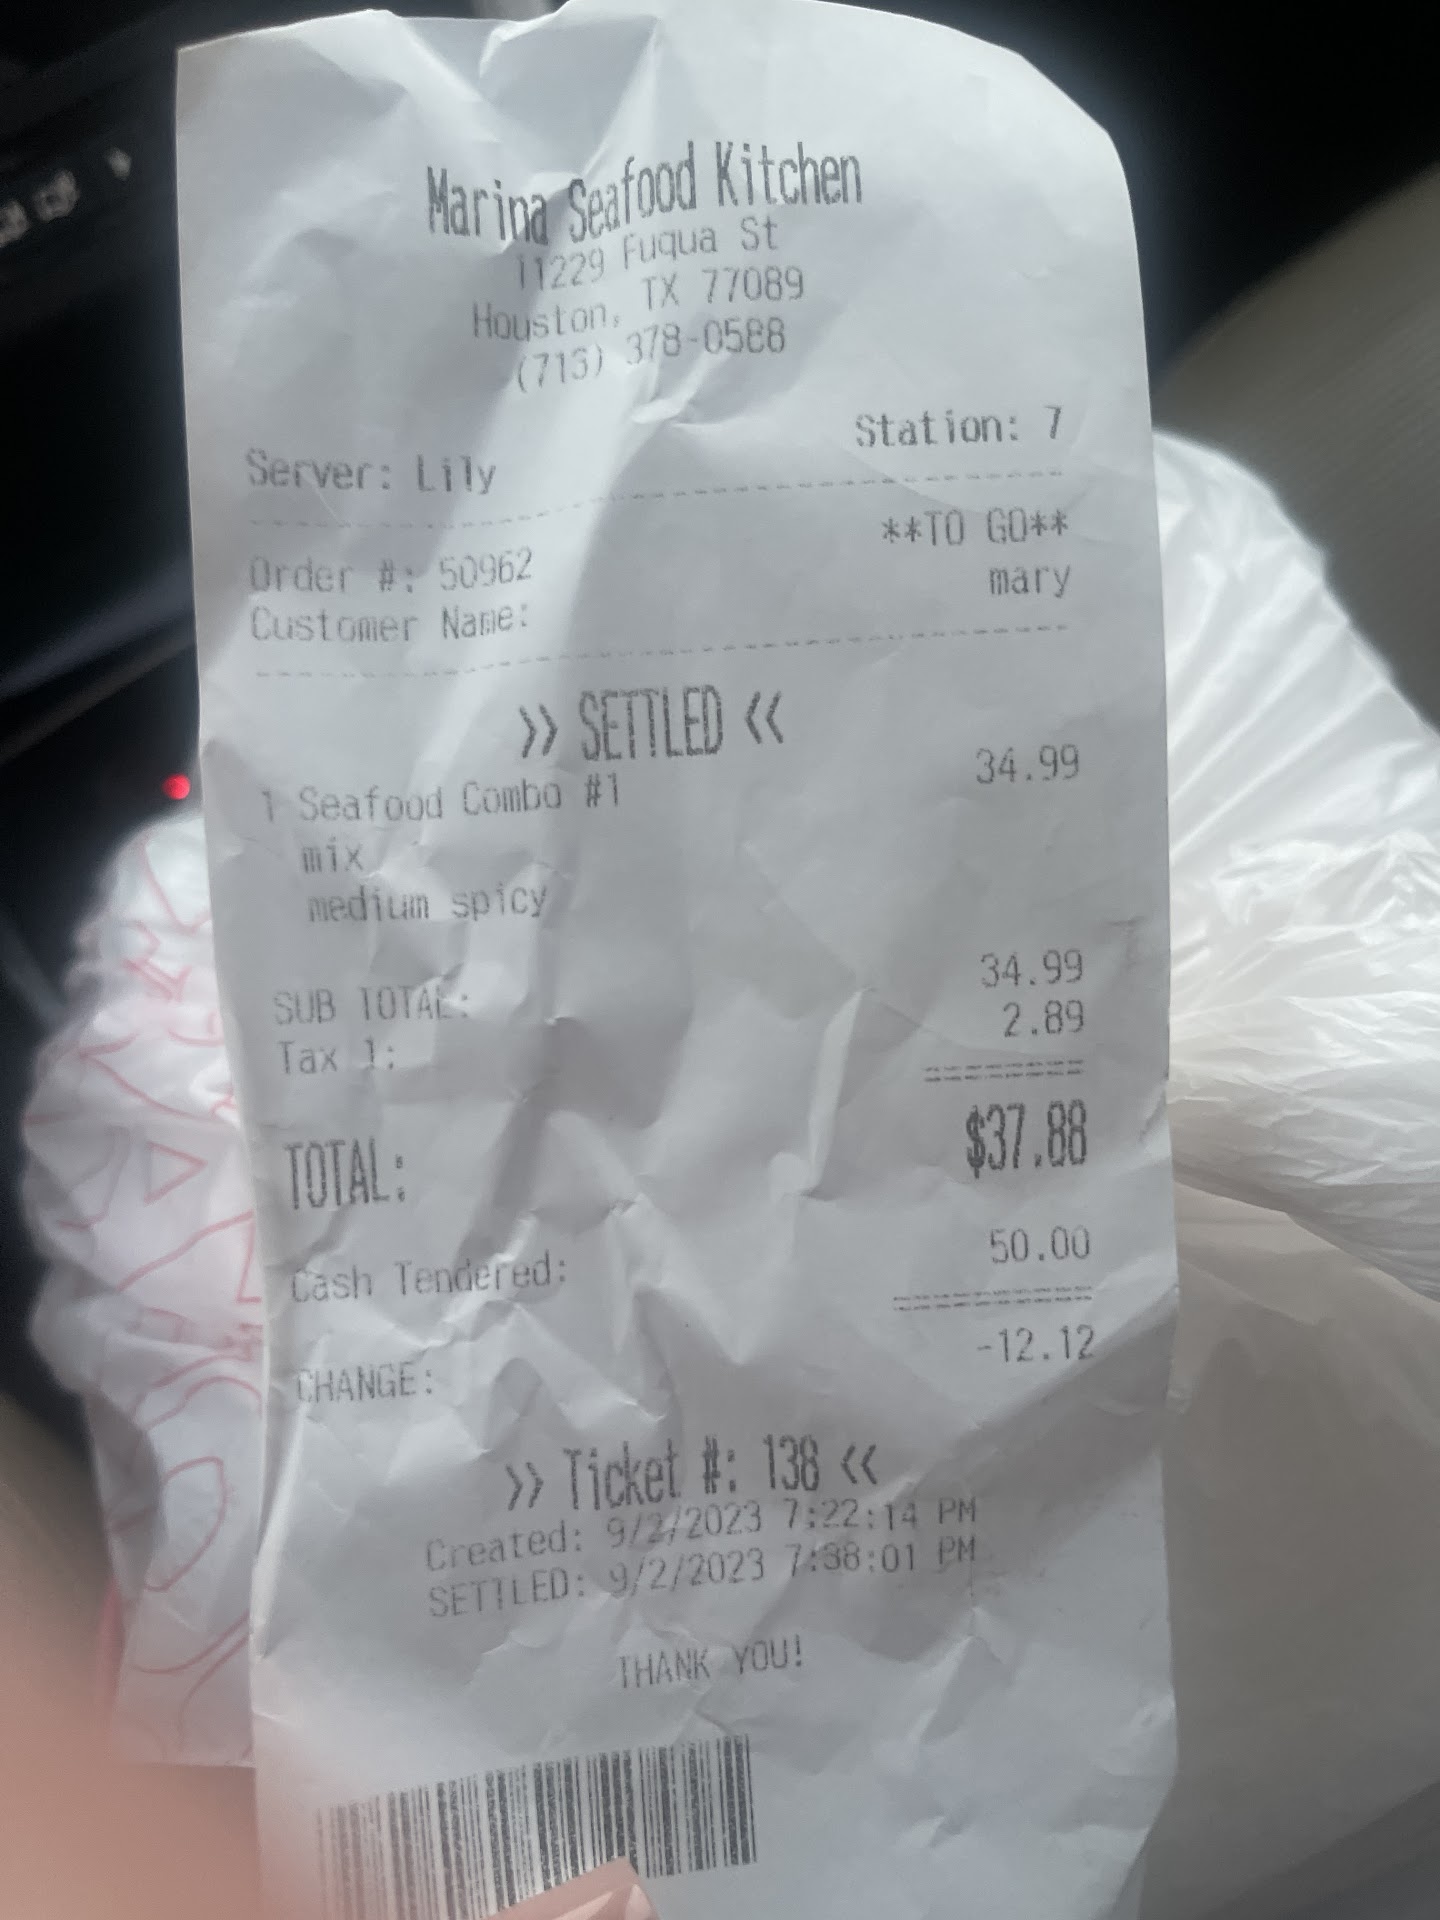 Marina Seafood Kitchen
11229 Fuqua St
Houston, TX 77089
(713) 378-0588
Station: 7
Server: Lily
**TO GO**
Order #: 50962
Customer Name: mary
>> SETTLED <<
1 Seafood Combo #1 34.99
mix
medium spicy
SUB TOTAL: 34.99
Tax 1: 2.89
TOTAL: $37.88
Cash Tendered: 50.00
CHANGE: -12.12
>> Ticket #: 138 <<
Created: 9/2/2023 7:22:14 PM
SETTLED: 9/2/2023 7:38:01 PM
THANK YOU!